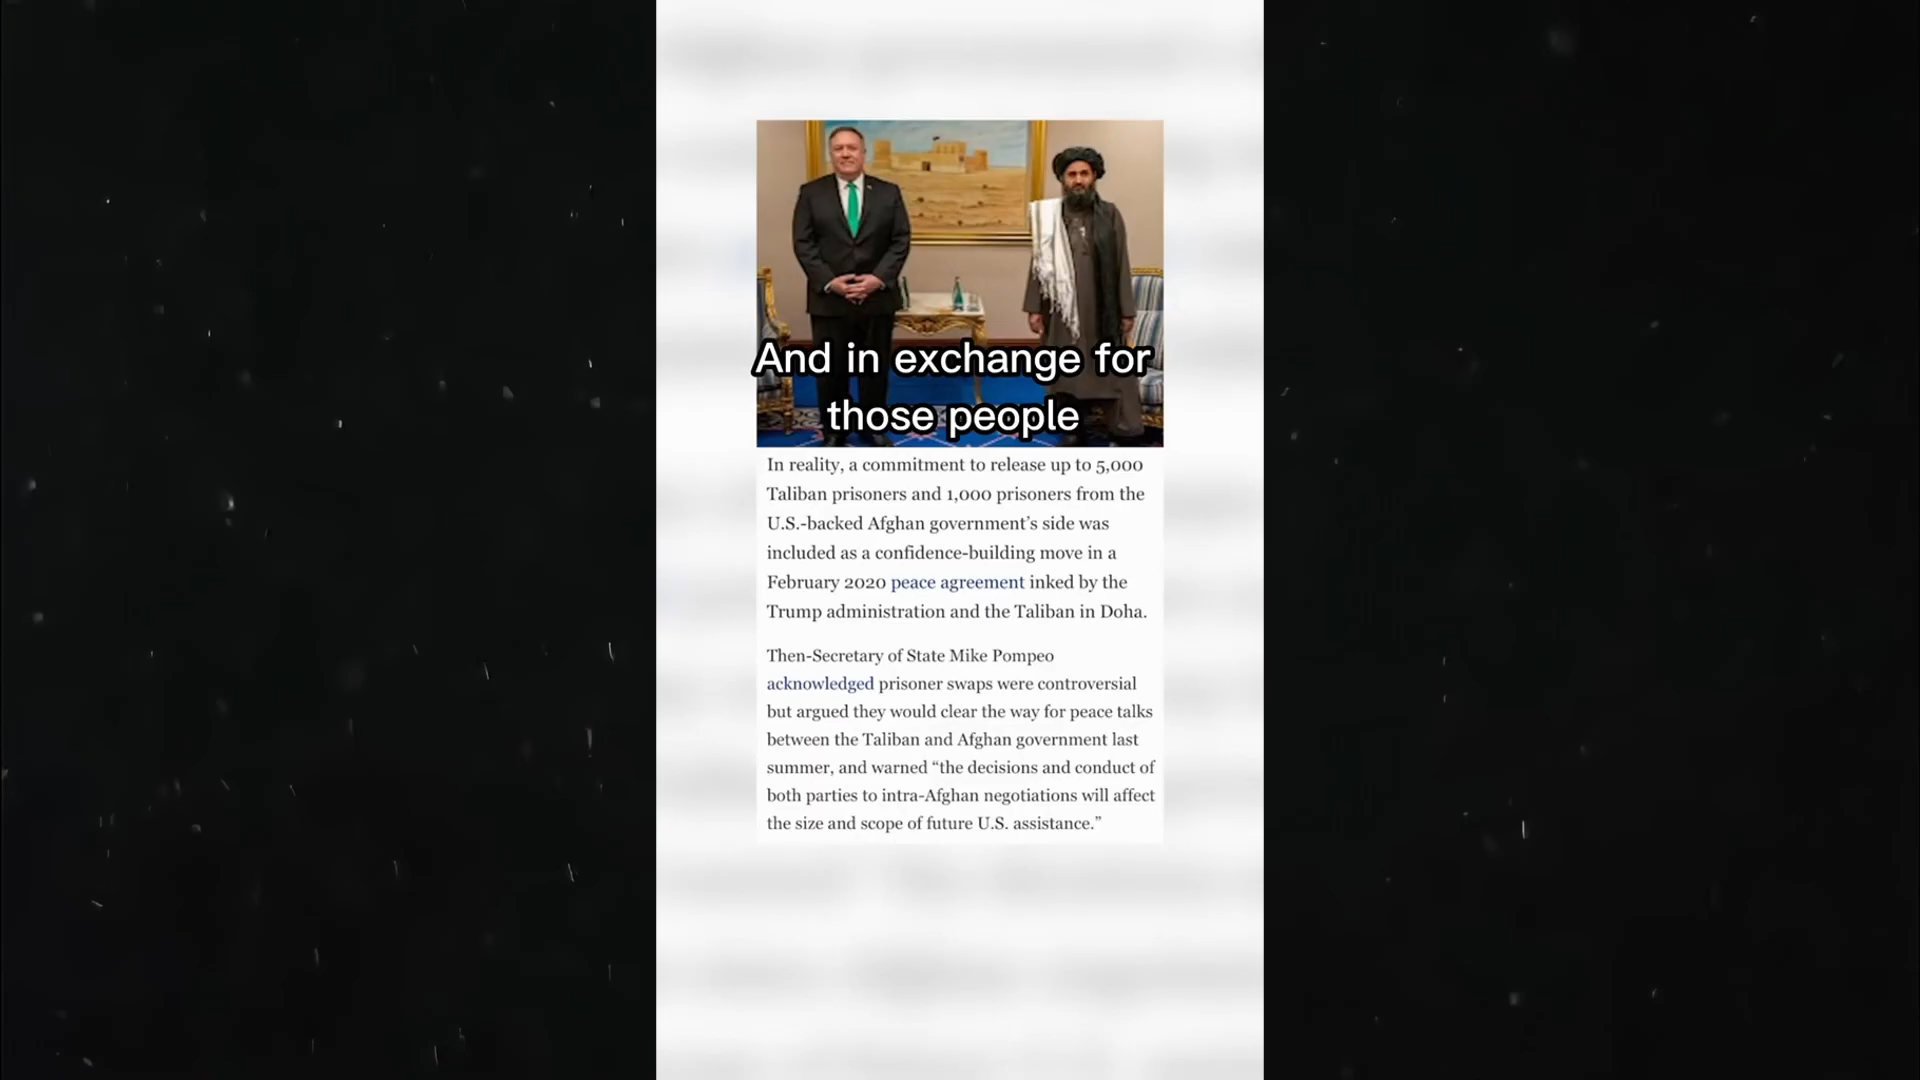 And in exchange for
those people
In reality, a commitment to release up to 5,000
Taliban prisoners and 1,000 prisoners from the
U.S.-backed Afghan government’s side was
included as a confidence-building move in a
February 2020 peace agreement inked by the
Trump administration and the Taliban in Doha.
Then-Secretary of State Mike Pompeo
acknowledged prisoner swaps were controversial
but argued they would clear the way for peace talks
between the Taliban and Afghan government last
summer, and warned “the decisions and conduct of
both parties to intra-Afghan negotiations will affect
the size and scope of future U.S. assistance.”